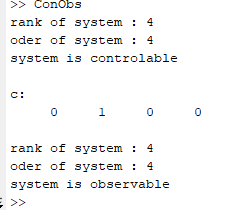 >> ConObs
rank of system : 4
oder of system : 4
system is controlable
c:
0 1 0 0
rank of system : 4
oder of system : 4
system is observable
>>